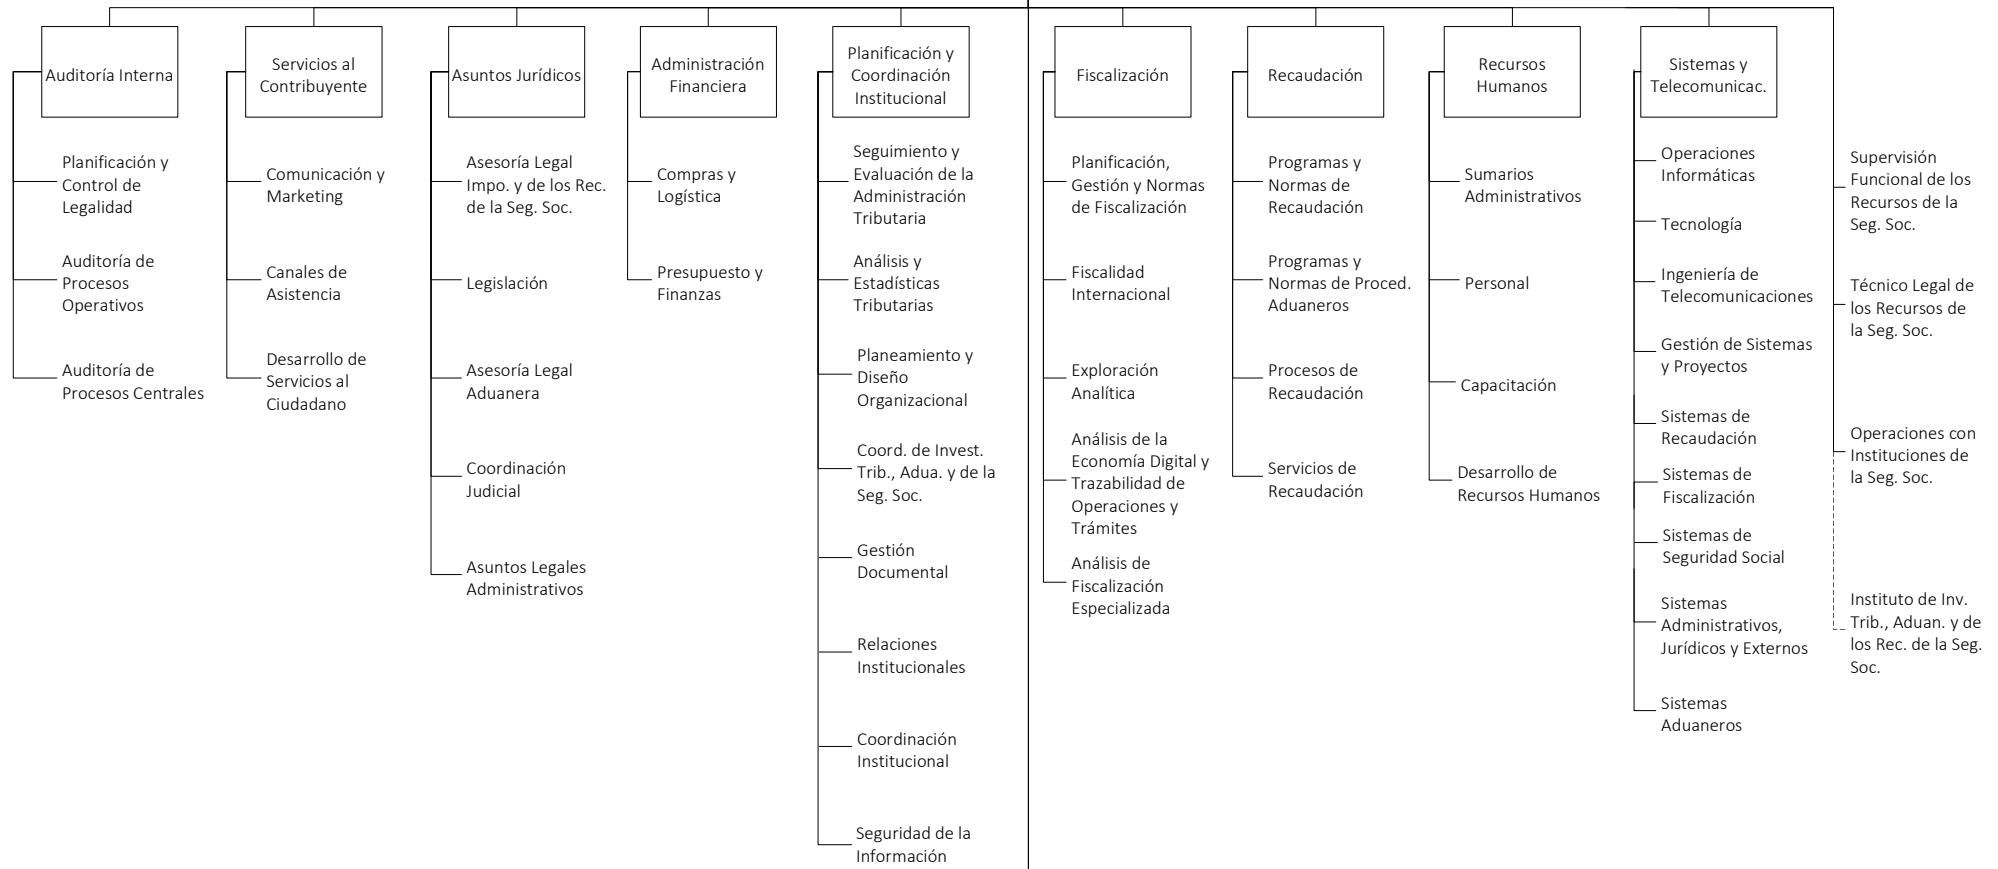 Auditoría Interna
Planificación y
Control de
Legalidad
Auditoría de
Procesos
Operativos
Auditoría de
Procesos Centrales
Servicios al
Contribuyente
Comunicación y
Marketing
Canales de
Asistencia
Desarrollo de
Servicios al
Ciudadano
Asuntos Jurídicos
Asesoría Legal
Impo. y de los Rec.
de la Seg. Soc.
Legislación
Asesoría Legal
Aduanera
Coordinación
Judicial
Asuntos Legales
Administrativos
Administración
Financiera
Compras y
Logística
Presupuesto y
Finanzas
Planificación y
Coordinación
Institucional
Seguimiento y
Evaluación de la
Administración
Tributaria
Análisis y
Estadísticas
Tributarias
Planeamiento y
Diseño
Organizacional
Coord. de Invest.
Trib., Adua. y de la
Seg. Soc.
Gestión
Documental
Relaciones
Institucionales
Coordinación
Institucional
Seguridad de la
Información
Fiscalización
Planificación,
Gestión y Normas
de Fiscalización
Fiscalidad
Internacional
Exploración
Analítica
Análisis de la
Economía Digital y
Trazabilidad de
Operaciones y
Trámites
Análisis de
Fiscalización
Especializada
Recaudación
Programas y
Normas de
Recaudación
Programas y
Normas de Proced.
Aduaneros
Procesos de
Recaudación
Servicios de
Recaudación
Recursos
Humanos
Sumarios
Administrativos
Personal
Capacitación
Desarrollo de
Recursos Humanos
Sistemas y
Telecomunicac.
Operaciones
Informáticas
Tecnología
Ingeniería de
Telecomunicaciones
Gestión de Sistemas
y Proyectos
Sistemas de
Recaudación
Sistemas de
Fiscalización
Sistemas de
Seguridad Social
Sistemas
Administrativos,
Jurídicos y Externos
Sistemas
Aduaneros
Supervisión
Funcional de los
Recursos de la
Seg. Soc.
Técnico Legal de
los Recursos de
la Seg. Soc.
Operaciones con
Instituciones de
la Seg. Soc.
Instituto de Inv.
Trib., Aduan. y de
los Rec. de la Seg.
Soc.